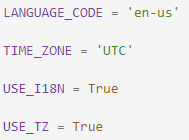 LANGUAGE_CODE = 'en-us'
TIME_ZONE = 'UTC'
USE_I18N = True
USE_TZ = True